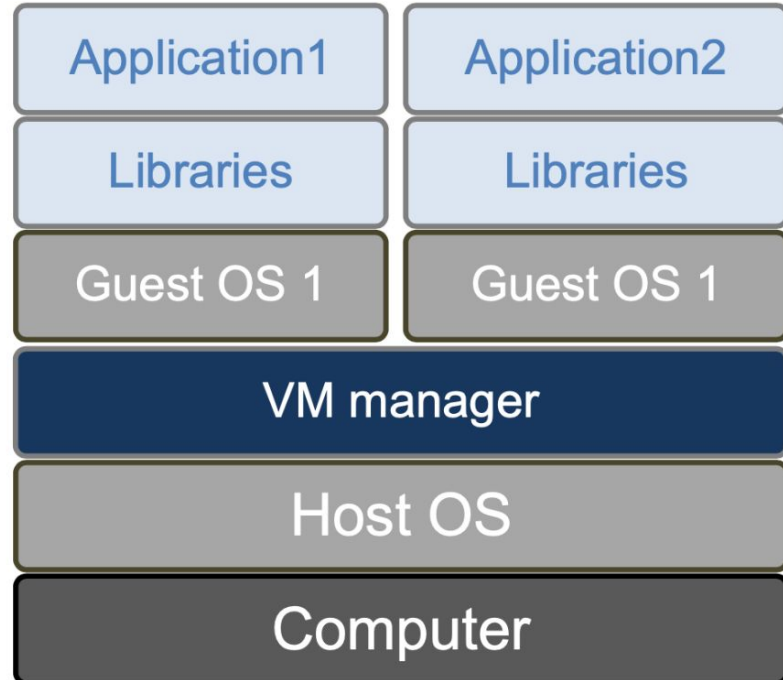 Application1
Application2
Libraries
Libraries
Guest OS 1
Guest OS 1
VM manager
Host OS
Computer